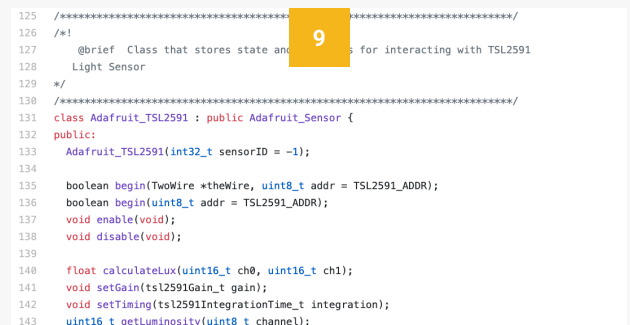 125 /**************************************************************************/
9
126 /*!
127 @brief Class that stores state an s for interacting with TSL2591
128 Light Sensor
129 */
130 /**************************************************************************/
131 class Adafruit_TSL2591 : public Adafruit_Sensor {
132 public:
133 Adafruit_TSL2591(int32_t sensorID = -1);
134
135 boolean begin(TwoWire *theWire, uint8_t addr = TSL2591_ADDR);
136 boolean begin(uint8_t addr = TSL2591_ADDR);
137 void enable(void);
138 void disable(void);
139
140 float calculateLux(uint16_t ch0, uint16_t ch1);
141 void setGain(tsl2591Gain_t gain);
142 void setTiming(tsl2591IntegrationTime_t integration);
143 uint16_t getLuminosity(uint8_t channel);